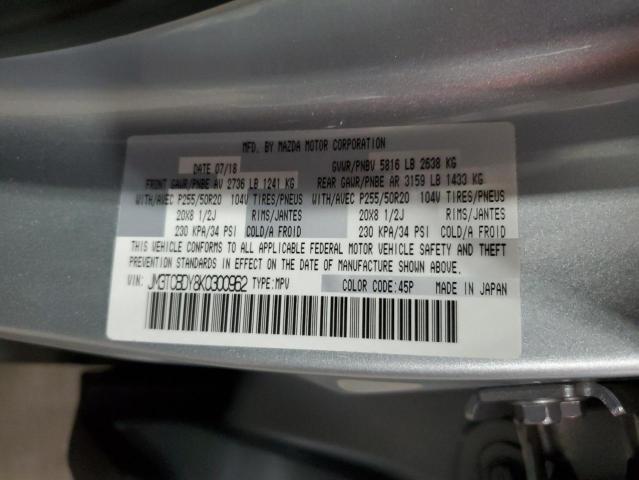 MFD. BY MAZDA MOTOR CORPORATION
DATE 07/18 GVWR/PNBV 5816 LB 2638 KG
FRONT GAWR/PNBE AV 2736 LB 1241 KG REAR GAWR/PNBE AR 3159 LB 1433 KG
WITH/AVEC P255/50R20 104V TIRES/PNEUS WITH/AVEC P255/50R20 104V TIRES/PNEUS
20X8 1/2J RIMS/JANTES 20X8 1/2J RIMS/JANTES
230 KPA/34 PSI COLD/A FROID 230 KPA/34 PSI COLD/A FROID
THIS VEHICLE CONFORMS TO ALL APPLICABLE FEDERAL MOTOR VEHICLE SAFETY AND THEFT
PREVENTION STANDARDS IN EFFECT ON THE DATE OF MANUFACTURE SHOWN ABOVE.
VIN: JM3TCBDY8K0300962 TYPE:MPV COLOR CODE:45P MADE IN JAPAN